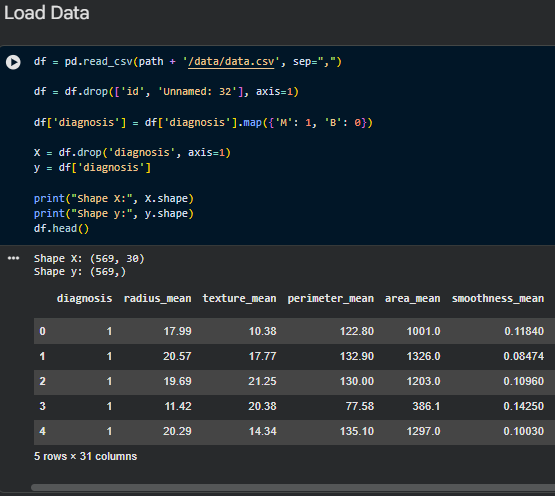 Load Data
df = pd.read_csv(path + '/data/data.csv', sep=",")
df = df.drop(['id', 'Unnamed: 32'], axis=1)
df['diagnosis'] = df['diagnosis'].map({'M': 1, 'B': 0})
X = df.drop('diagnosis', axis=1)
y = df['diagnosis']
print("Shape X:", X.shape)
print("Shape y:", y.shape)
df.head()
Shape X: (569, 30)
Shape y: (569,)
diagnosis radius_mean texture_mean perimeter_mean area_mean smoothness_mean
0 1 17.99 10.38 122.80 1001.0 0.11840
1 1 20.57 17.77 132.90 1326.0 0.08474
2 1 19.69 21.25 130.00 1203.0 0.10960
3 1 11.42 20.38 77.58 386.1 0.14250
4 1 20.29 14.34 135.10 1297.0 0.10030
5 rows × 31 columns